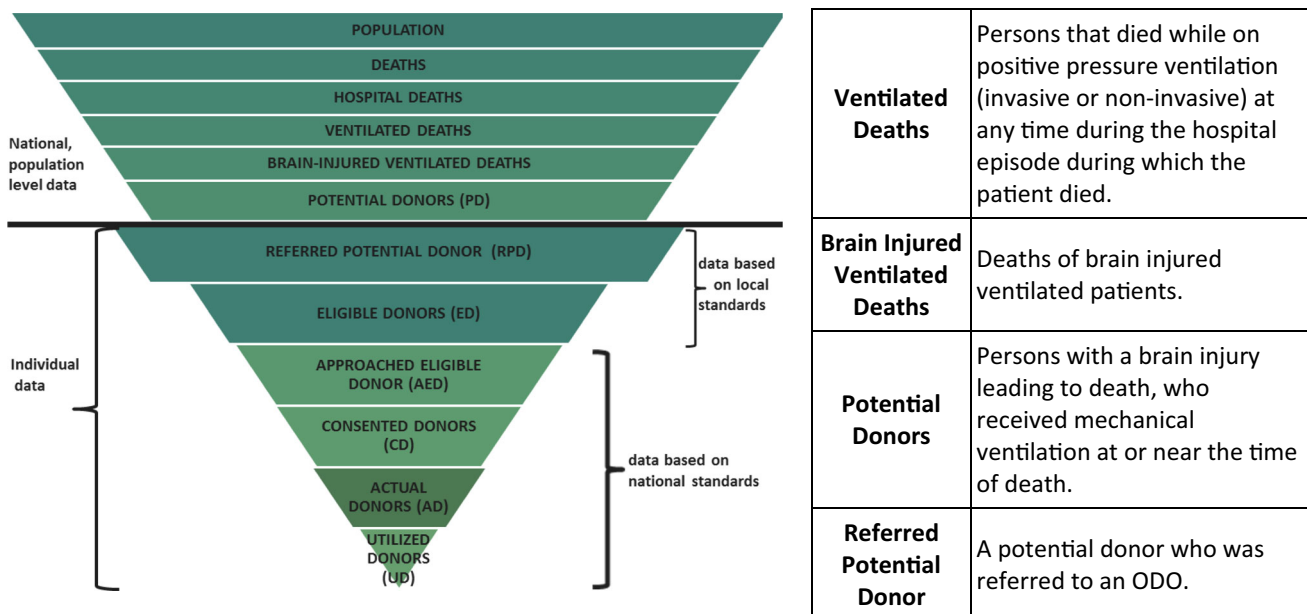 POPULATION
DEATHS
HOSPITAL DEATHS
VENTILATED DEATHS
BRAIN-INJURED VENTILATED DEATHS
POTENTIAL DONORS (PD)
National,
population
level data
REFERRED POTENTIAL DONOR (RPD)
ELIGIBLE DONORS (ED)
data based
on local
standards
Individual
data
APPROACHED ELIGIBLE
DONOR (AED)
CONSENTED DONORS
(CD)
ACTUAL
DONORS (AD)
UTILIZED
DONORS
(UD)
data based on
national standards
Ventilated
Deaths
Persons that died while on
positive pressure ventilation
(invasive or non-invasive) at
any time during the hospital
episode during which the
patient died.
Brain Injured
Ventilated
Deaths
Deaths of brain injured
ventilated patients.
Potential
Donors
Persons with a brain injury
leading to death, who
received mechanical
ventilation at or near the time
of death.
Referred
Potential
Donor
A potential donor who was
referred to an ODO.